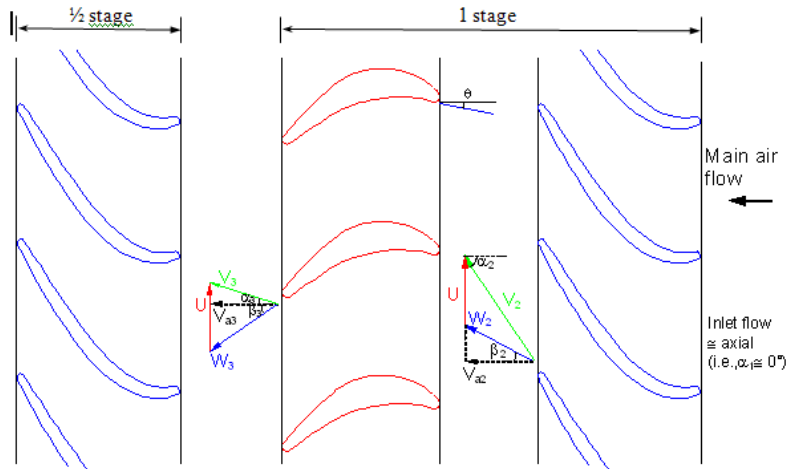 ½ stage
1 stage
θ
Main air
flow
V₃
α₃
U
β₃
Vₐ₃
W₃
α₂
U
V₂
W₂
β₂
Vₐ₂
Inlet flow
≅ axial
(i.e.,α₁≅ 0°)